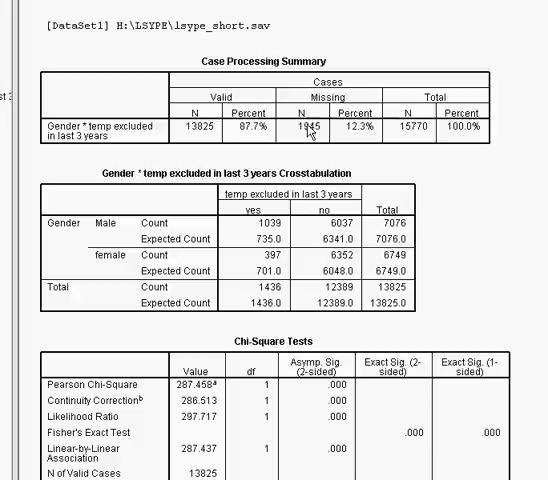 [DataSet1] H:\LSYPE\lsype_short.sav
Case Processing Summary
Cases
Valid Missing Total
N Percent N Percent N Percent
Gender * temp excluded in last 3 years 13825 87.7% 1945 12.3% 15770 100.0%
Gender * temp excluded in last 3 years Crosstabulation
temp excluded in last 3 years
yes no Total
Gender Male Count 1039 6037 7076
Expected Count 735.0 6341.0 7076.0
female Count 397 6352 6749
Expected Count 701.0 6048.0 6749.0
Total Count 1436 12389 13825
Expected Count 1436.0 12389.0 13825.0
Chi-Square Tests
Value df Asymp. Sig. (2-sided) Exact Sig. (2-sided) Exact Sig. (1-sided)
Pearson Chi-Square 287.458a 1 .000
Continuity Correctionb 286.513 1 .000
Likelihood Ratio 297.717 1 .000
Fisher's Exact Test .000 .000
Linear-by-Linear Association 287.437 1 .000
N of Valid Cases 13825